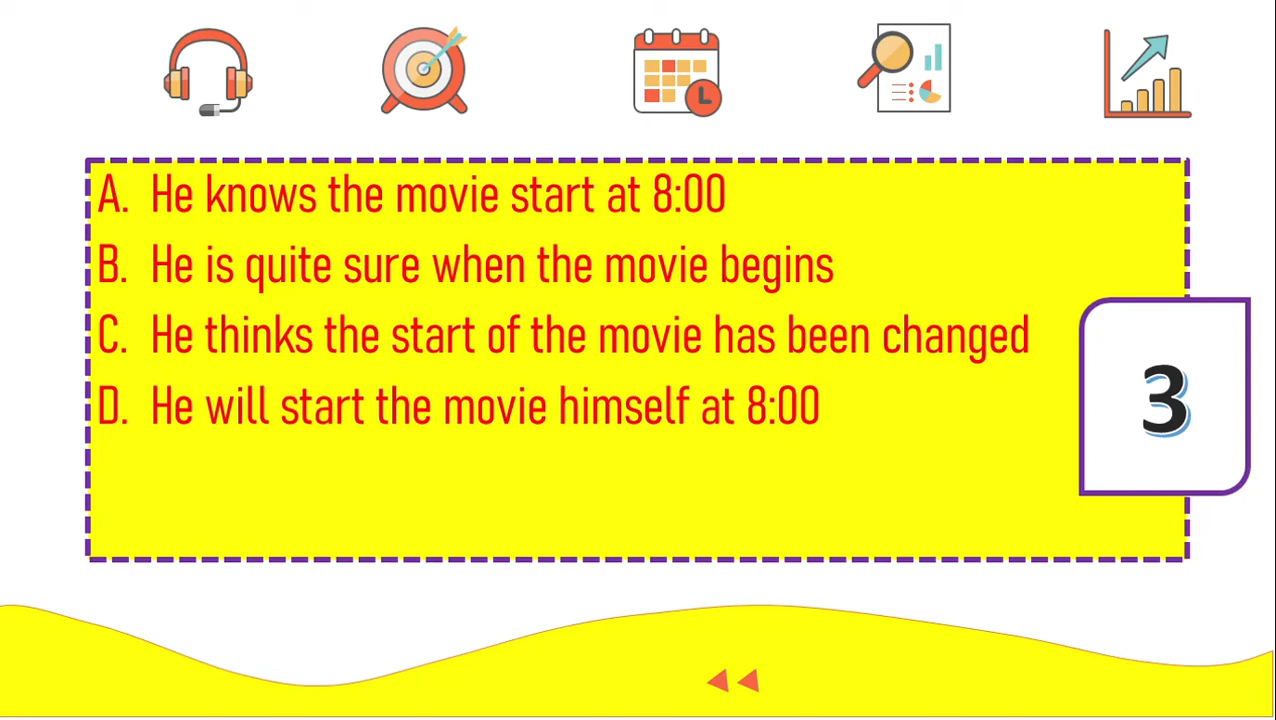 A. He knows the movie start at 8:00
B. He is quite sure when the movie begins
C. He thinks the start of the movie has been changed
D. He will start the movie himself at 8:00
3